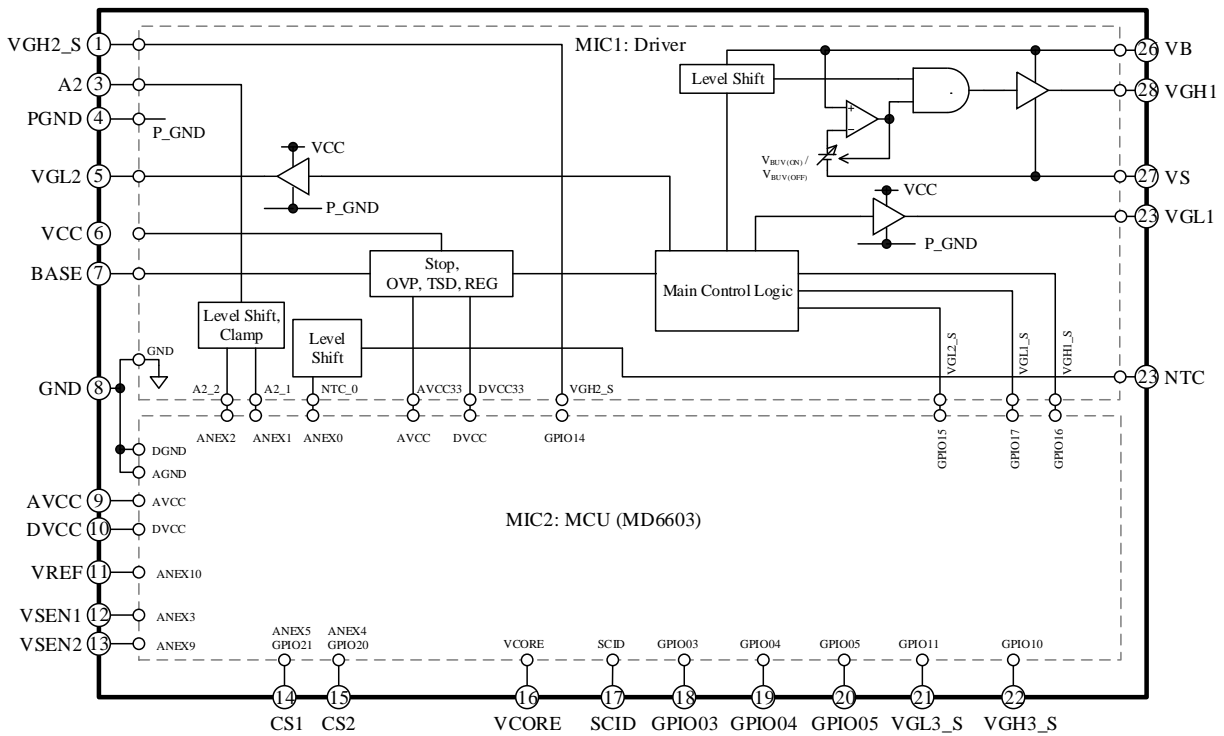 MIC1: Driver
VGH2_S 1
A2 3
PGND 4
P_GND
VGL2 5
VCC
P_GND
VCC 6
BASE 7
Stop,
OVP, TSD, REG
Level Shift,
Clamp
Level
Shift
GND
GND 8
Level Shift
+
−
VBUV(ON) /
VBUV(OFF)
26 VB
28 VGH1
27 VS
VCC
23 VGL1
P_GND
Main Control Logic
VGL2_S
VGL1_S
VGH1_S
23 NTC
A2_2
A2_1
NTC_0
AVCC33
DVCC33
VGH2_S
ANEX2
ANEX1
ANEX0
AVCC
DVCC
GPIO14
GPIO15
GPIO17
GPIO16
DGND
AGND
AVCC 9 AVCC
DVCC 10 DVCC
MIC2: MCU (MD6603)
VREF 11 ANEX10
VSEN1 12 ANEX3
VSEN2 13 ANEX9
ANEX5
GPIO21
ANEX4
GPIO20
VCORE
SCID
GPIO03
GPIO04
GPIO05
GPIO11
GPIO10
14
15
16
17
18
19
20
21
22
CS1
CS2
VCORE
SCID
GPIO03
GPIO04
GPIO05
VGL3_S
VGH3_S